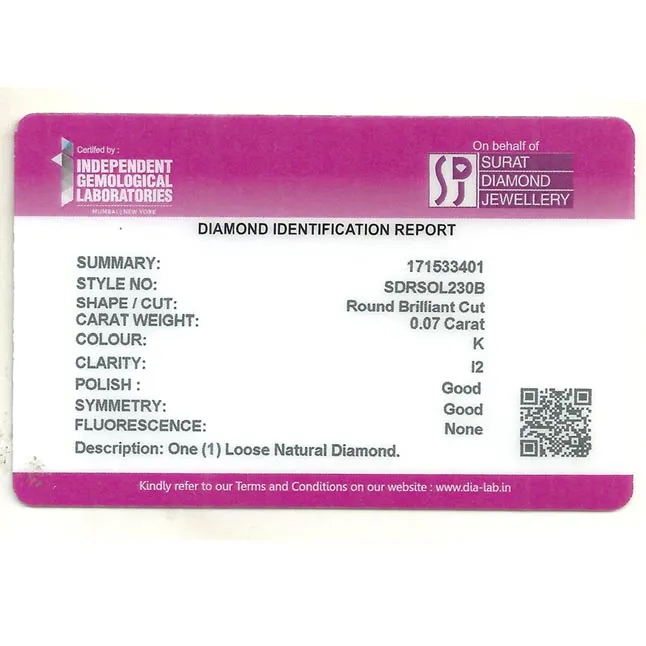 Certifed by :
INDEPENDENT
GEMOLOGICAL
LABORATORIES
MUMBAI | NEW YORK
On behalf of
SDJ
SURAT
DIAMOND
JEWELLERY
DIAMOND IDENTIFICATION REPORT
SUMMARY: 171533401
STYLE NO: SDRSOL230B
SHAPE / CUT: Round Brilliant Cut
CARAT WEIGHT: 0.07 Carat
COLOUR: K
CLARITY: I2
POLISH : Good
SYMMETRY: Good
FLUORESCENCE: None
Description: One (1) Loose Natural Diamond.
Kindly refer to our Terms and Conditions on our website : www.dia-lab.in